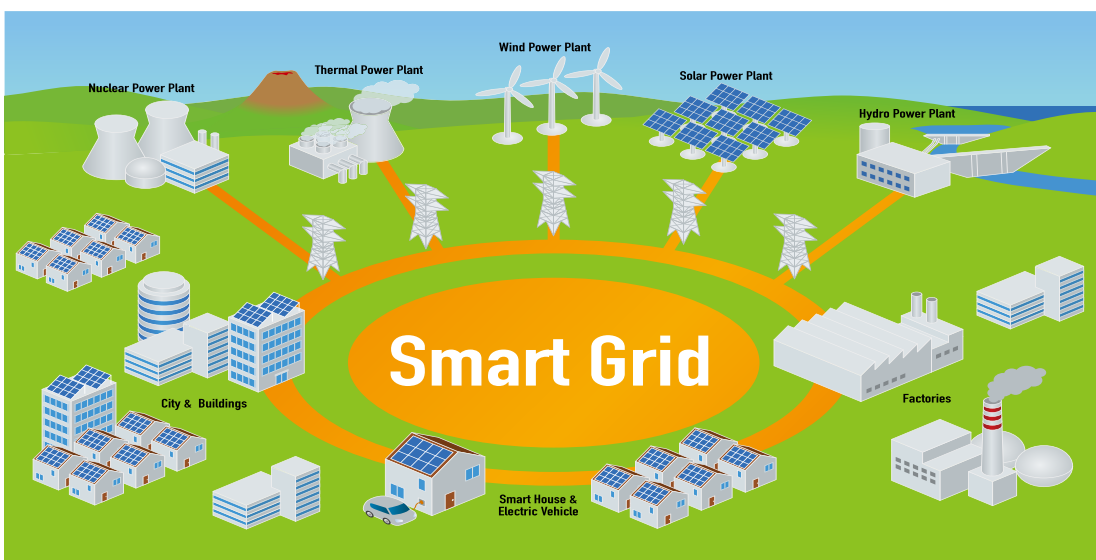 Wind Power Plant
Thermal Power Plant
Solar Power Plant
Nuclear Power Plant
Hydro Power Plant
Smart Grid
City & Buildings
Factories
Smart House &
Electric Vehicle